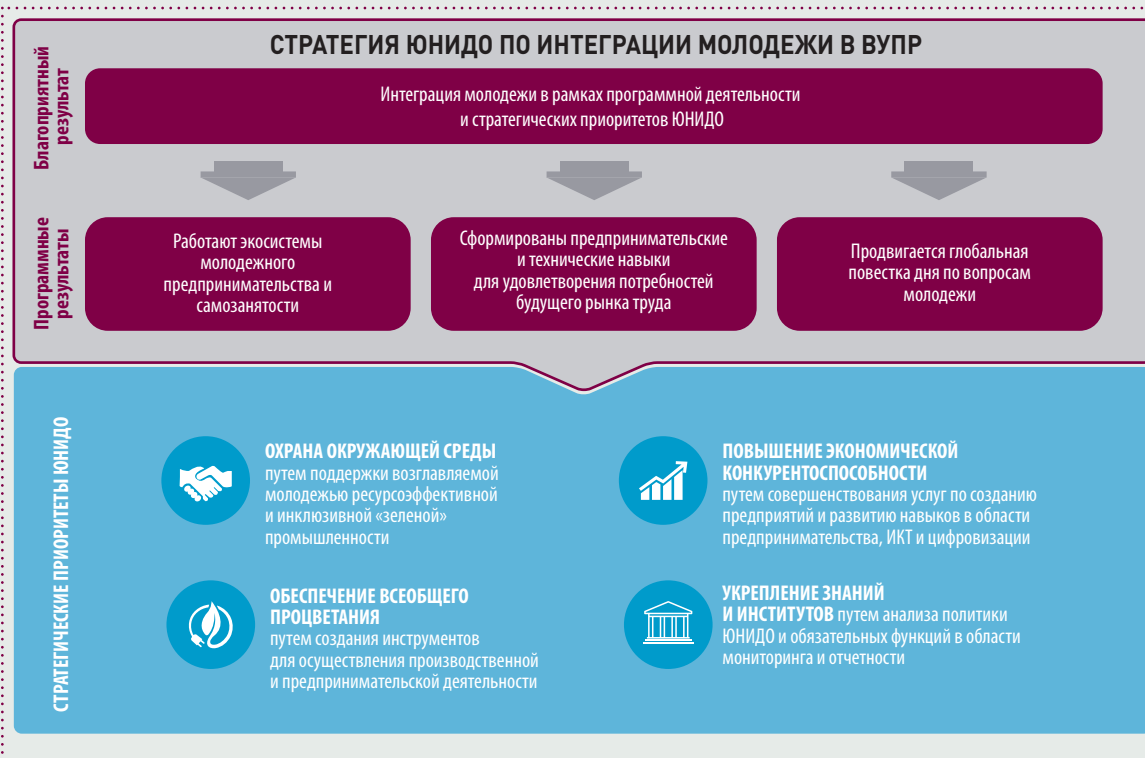 СТРАТЕГИЯ ЮНИДО ПО ИНТЕГРАЦИИ МОЛОДЕЖИ В ВУПР
Благоприятный
результат
Интеграция молодежи в рамках программной деятельности
и стратегических приоритетов ЮНИДО
Программные
результаты
Работают экосистемы
молодежного
предпринимательства и
самозанятости
Сформированы предпринимательские
и технические навыки
для удовлетворения потребностей
будущего рынка труда
Продвигается глобальная
повестка дня по вопросам
молодежи
СТРАТЕГИЧЕСКИЕ ПРИОРИТЕТЫ ЮНИДО
ОХРАНА ОКРУЖАЮЩЕЙ СРЕДЫ
путем поддержки возглавляемой
молодежью ресурсоэффективной
и инклюзивной «зеленой»
промышленности
ПОВЫШЕНИЕ ЭКОНОМИЧЕСКОЙ
КОНКУРЕНТОСПОСОБНОСТИ
путем совершенствования услуг по созданию
предприятий и развитию навыков в области
предпринимательства, ИКТ и цифровизации
ОБЕСПЕЧЕНИЕ ВСЕОБЩЕГО
ПРОЦВЕТАНИЯ
путем создания инструментов
для осуществления производственной
и предпринимательской деятельности
УКРЕПЛЕНИЕ ЗНАНИЙ
И ИНСТИТУТОВ путем анализа политики
ЮНИДО и обязательных функций в области
мониторинга и отчетности